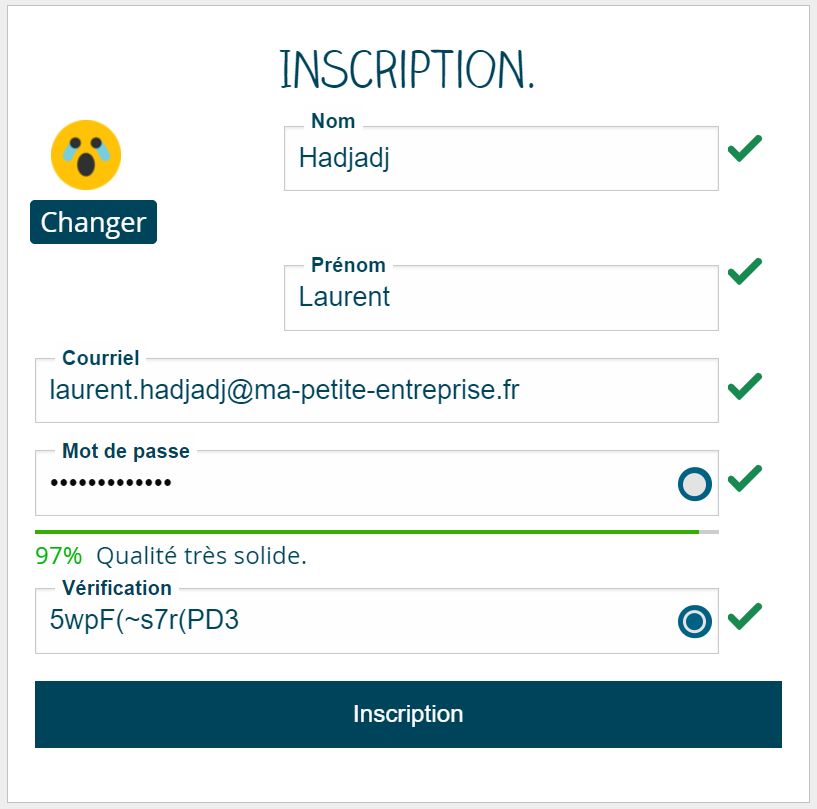 INSCRIPTION.
Nom
Hadjadj
Changer
Prénom
Laurent
Courriel
laurent.hadjadj@ma-petite-entreprise.fr
Mot de passe
•••••••••••••
97% Qualité très solide.
Vérification
5wpF(~s7r(PD3
Inscription